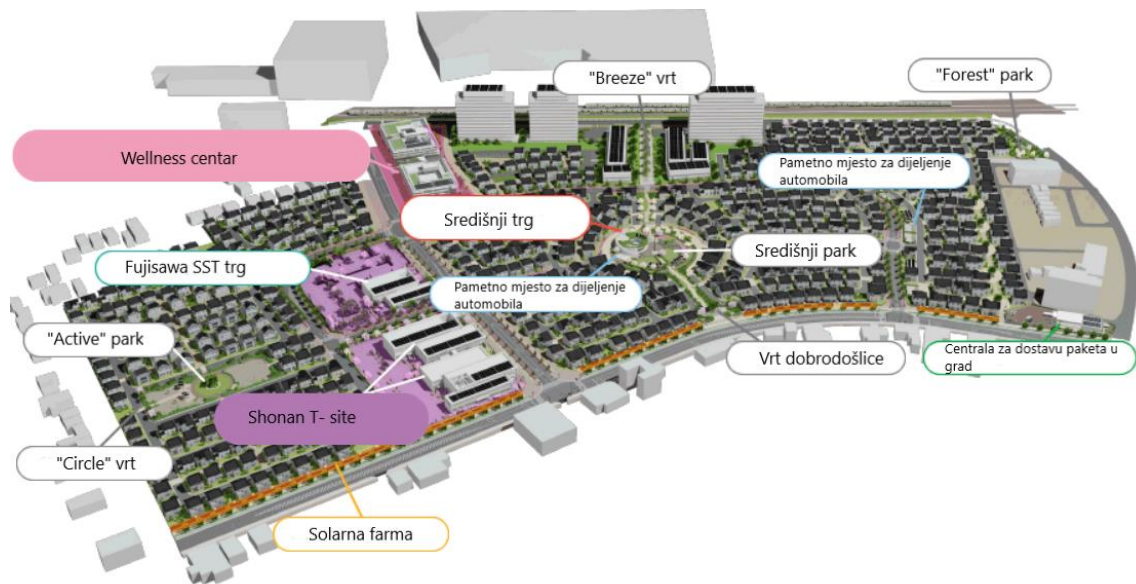 "Breeze" vrt
"Forest" park
Wellness centar
Pametno mjesto za dijeljenje
automobila
Središnji trg
Središnji park
Fujisawa SST trg
Pametno mjesto za dijeljenje
automobila
"Active" park
Vrt dobrodošlice
Centrala za dostavu paketa u
grad
Shonan T- site
"Circle" vrt
Solarna farma